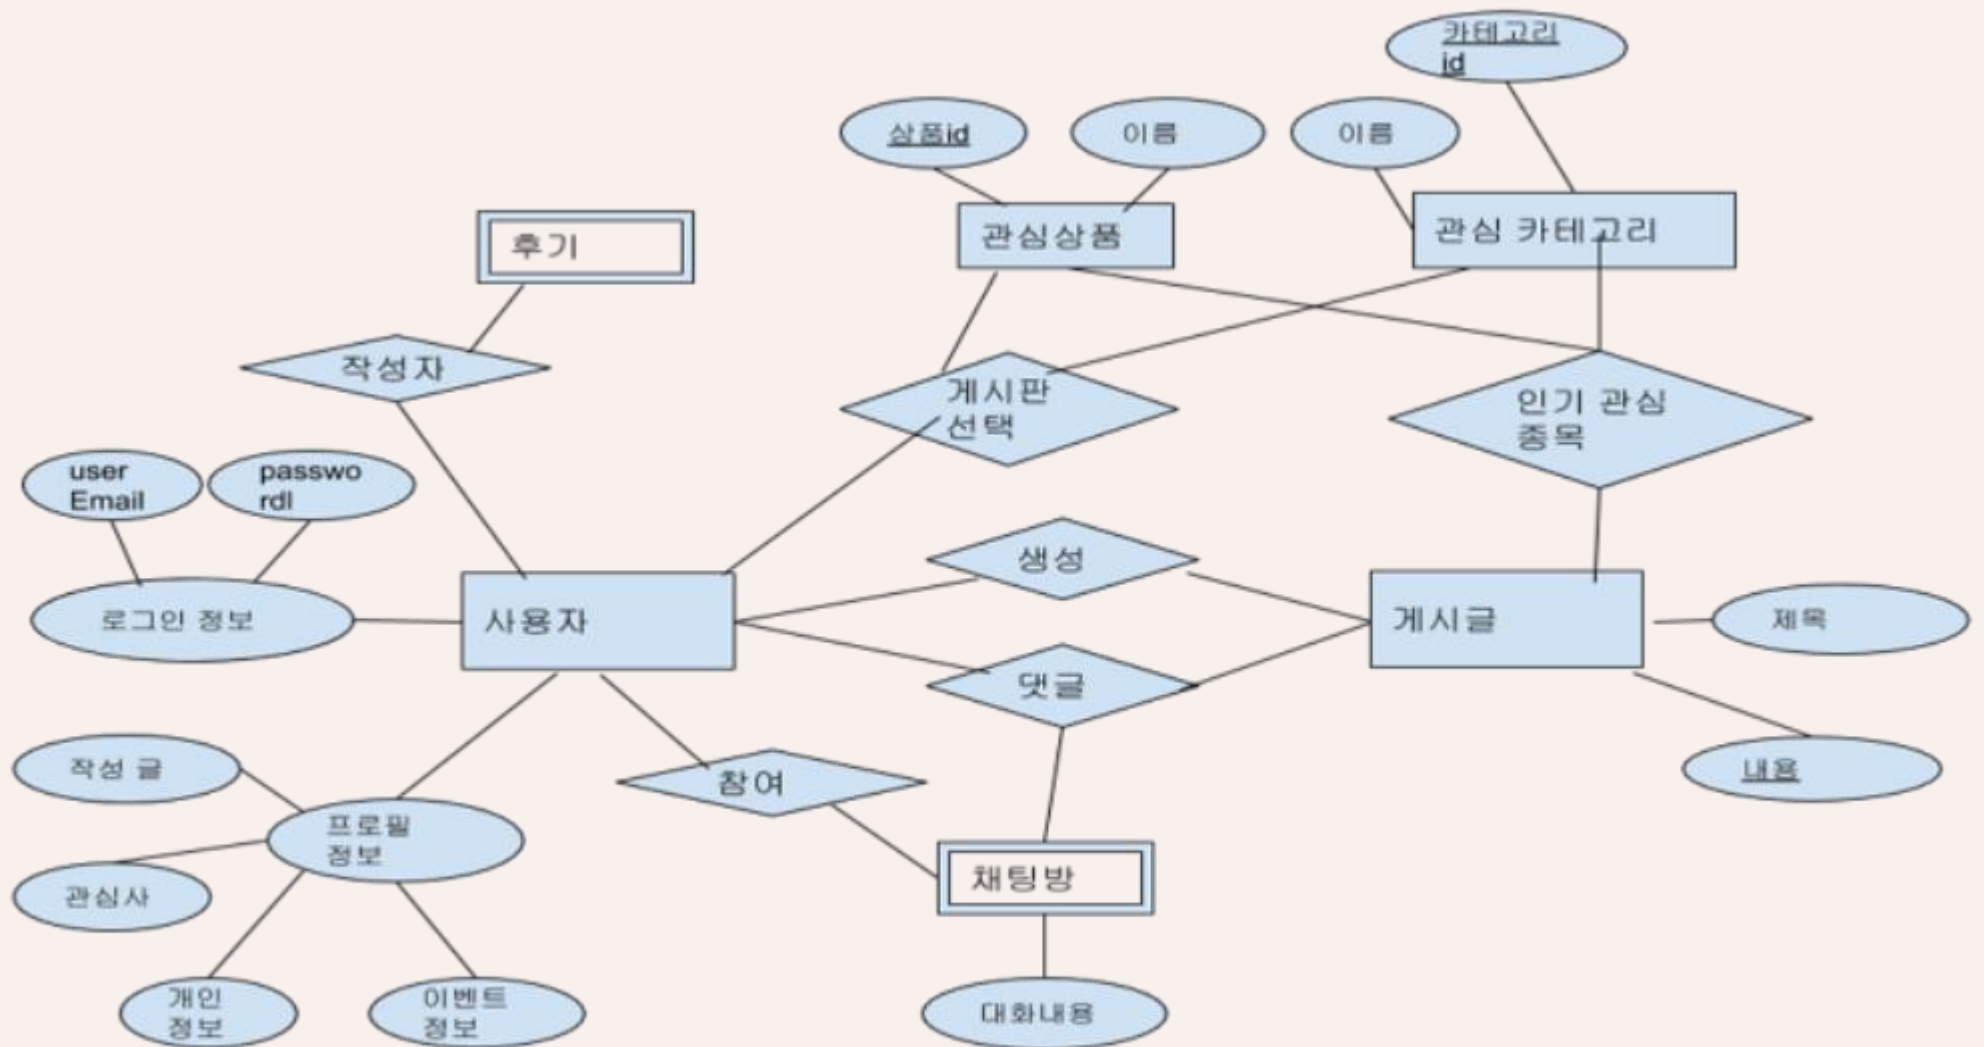 카테고리
id
상품id
이름
이름
후기
관심상품
관심 카테고리
작성자
게시판
선택
인기 관심
종목
user
Email
passwo
rdl
생성
로그인 정보
사용자
게시글
제목
댓글
작성 글
프로필
정보
참여
내용
관심사
채팅방
개인
정보
이벤트
정보
대화내용